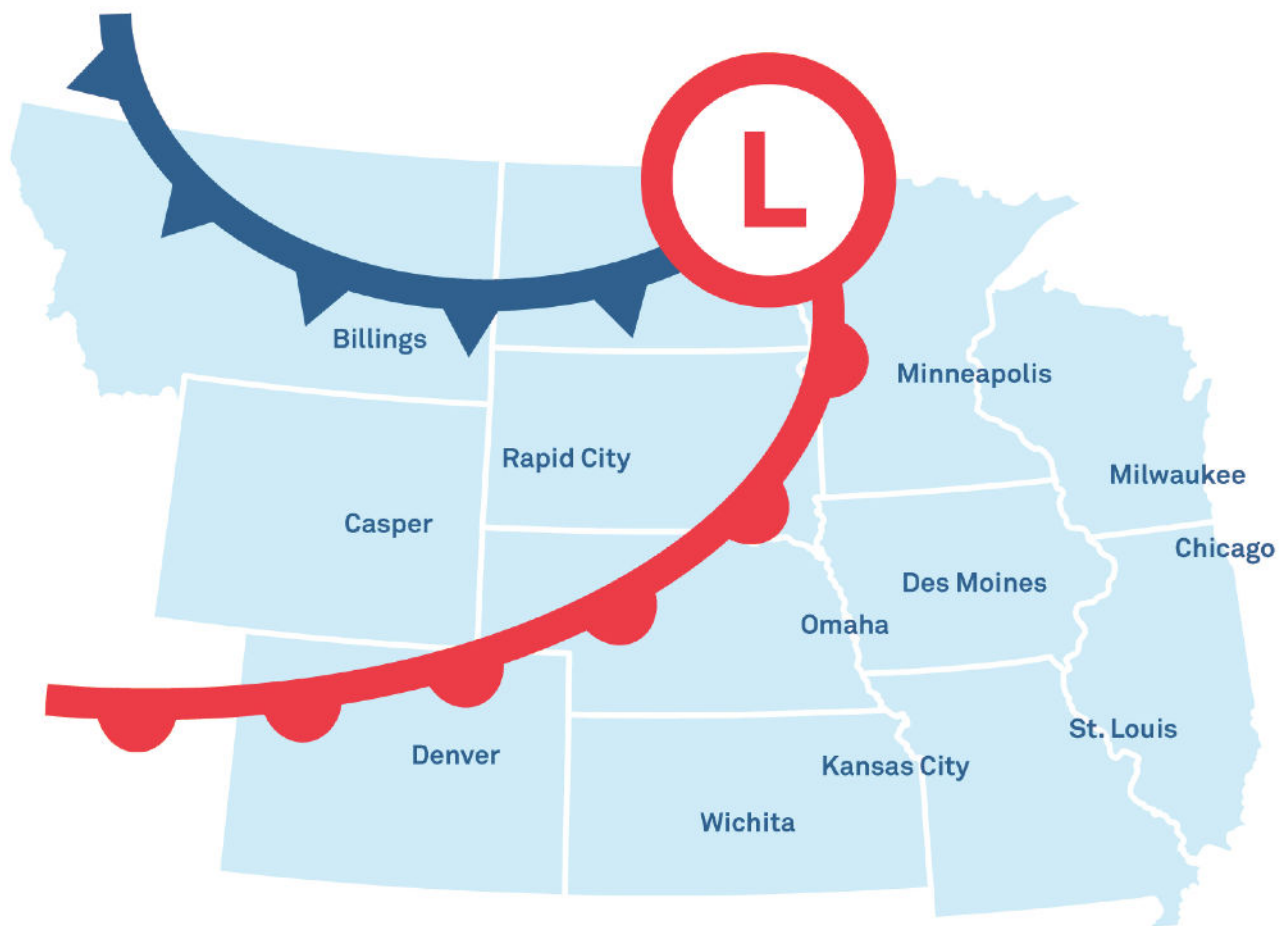 L
Billings
Minneapolis
Rapid City
Milwaukee
Casper
Chicago
Des Moines
Omaha
St. Louis
Denver
Kansas City
Wichita